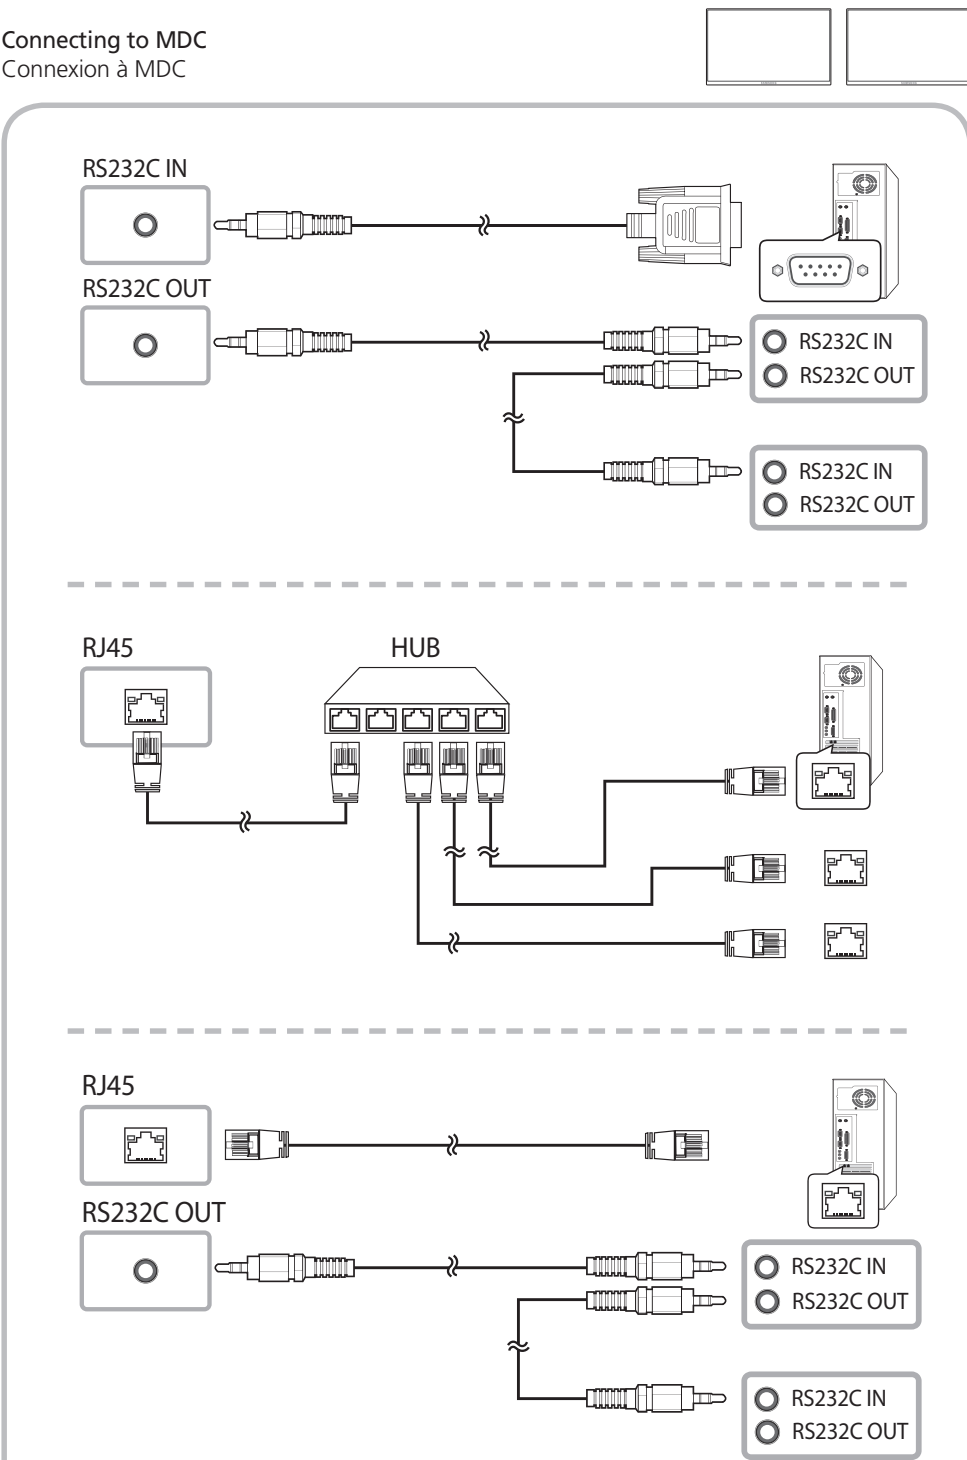 Connecting to MDC
Connexion à MDC
RS232C IN
RS232C OUT
RS232C IN
RS232C OUT
RS232C IN
RS232C OUT
RJ45
HUB
RJ45
RS232C OUT
RS232C IN
RS232C OUT
RS232C IN
RS232C OUT